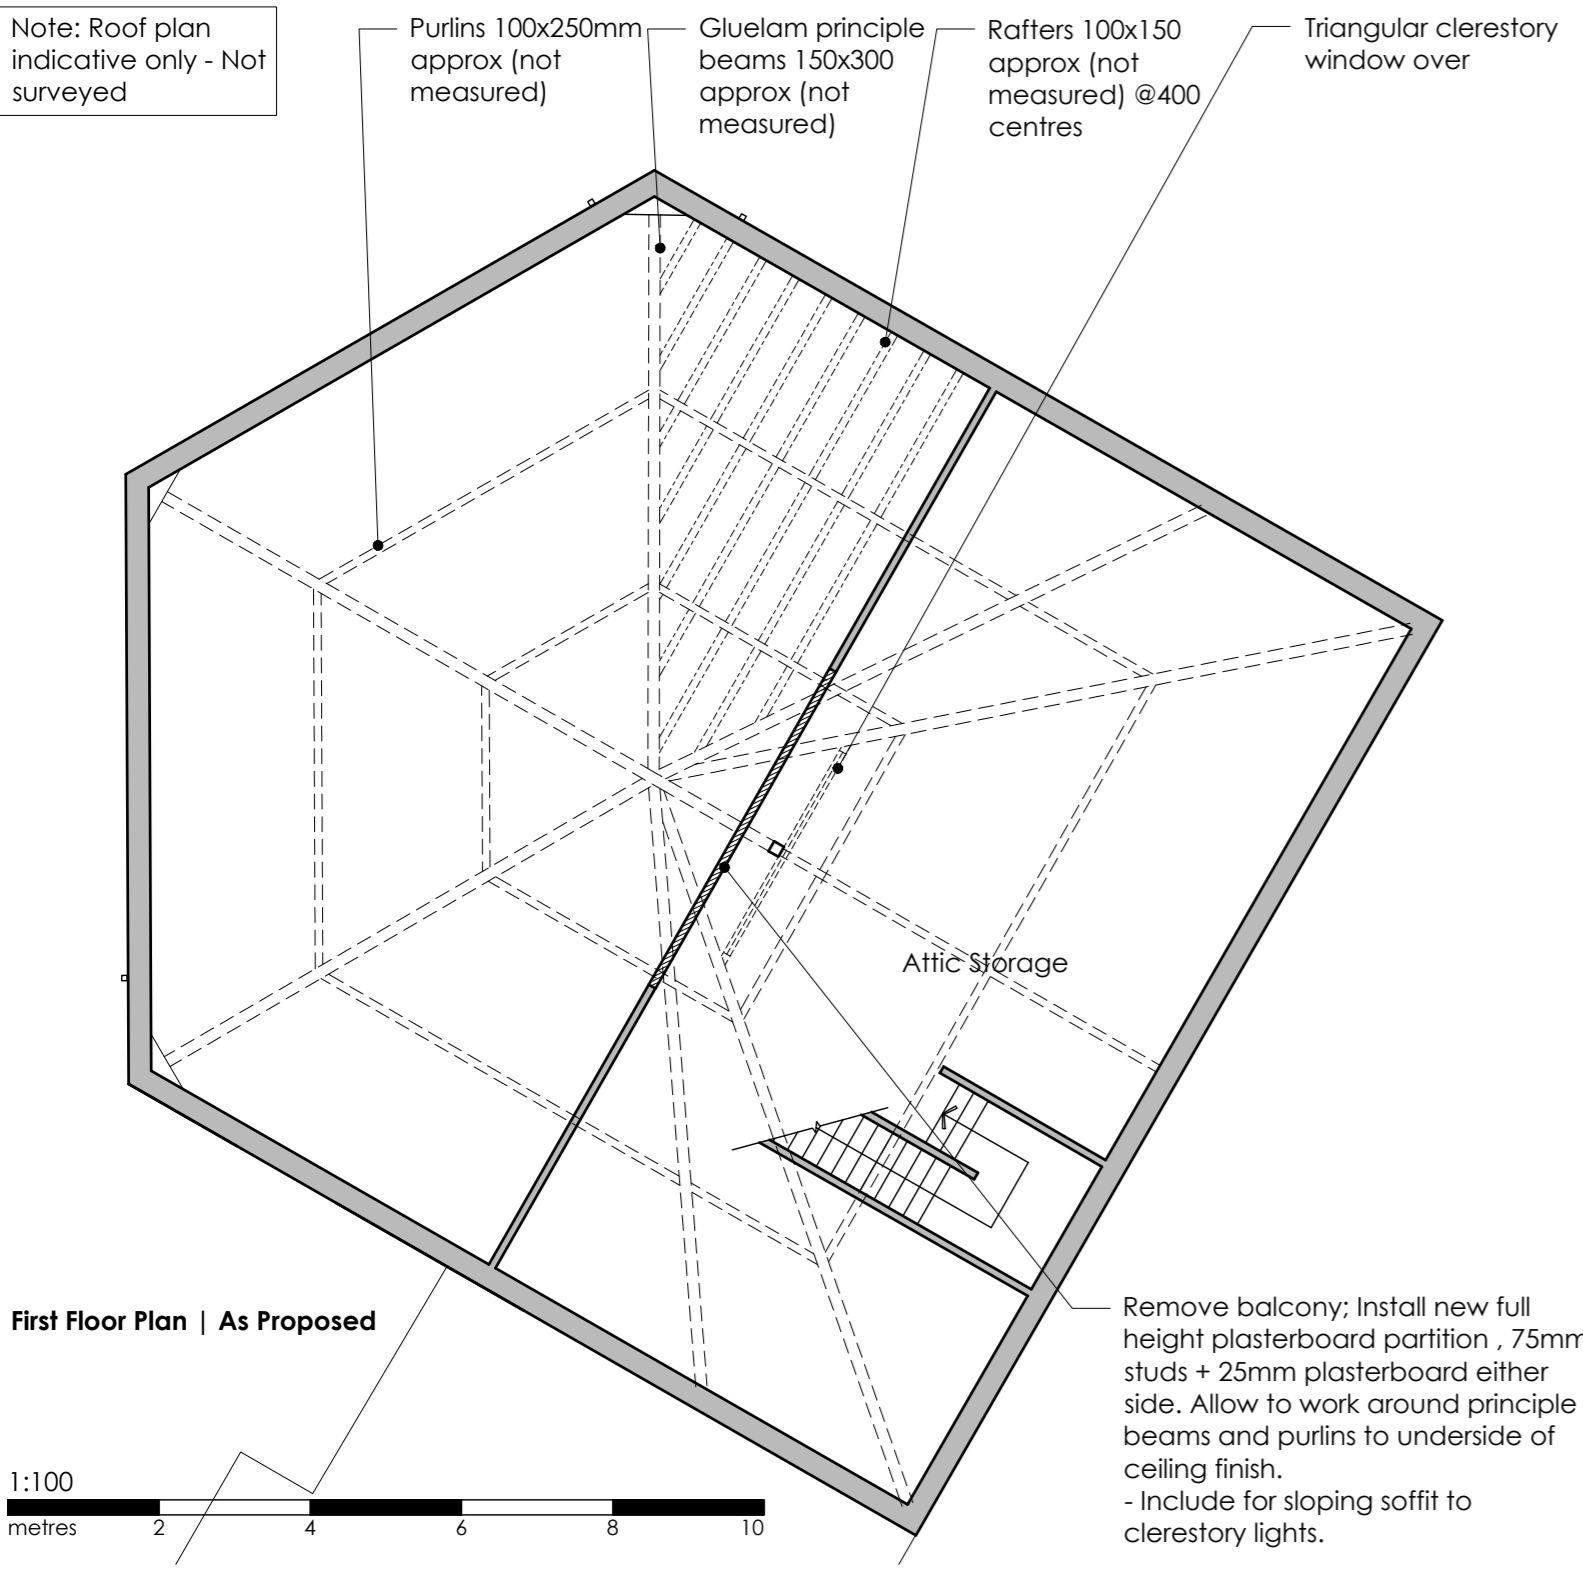 Note: Roof plan
indicative only - Not
surveyed
Purlins 100x250mm
approx (not
measured)
Gluelam principle
beams 150x300
approx (not
measured)
Rafters 100x150
approx (not
measured) @400
centres
Triangular clerestory
window over
Attic Storage
First Floor Plan | As Proposed
Remove balcony; Install new full
height plasterboard partition , 75mm
studs + 25mm plasterboard either
side. Allow to work around principle
beams and purlins to underside of
ceiling finish.
- Include for sloping soffit to
clerestory lights.
1:100
metres 2 4 6 8 10